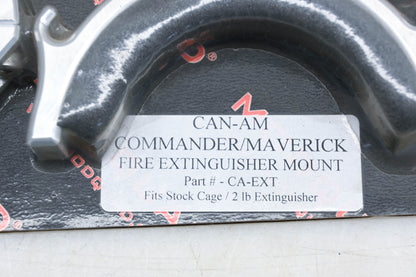 CAN-AM
COMMANDER/MAVERICK
FIRE EXTINGUISHER MOUNT
Part # - CA-EXT
Fits Stock Cage / 2 lb Extinguisher